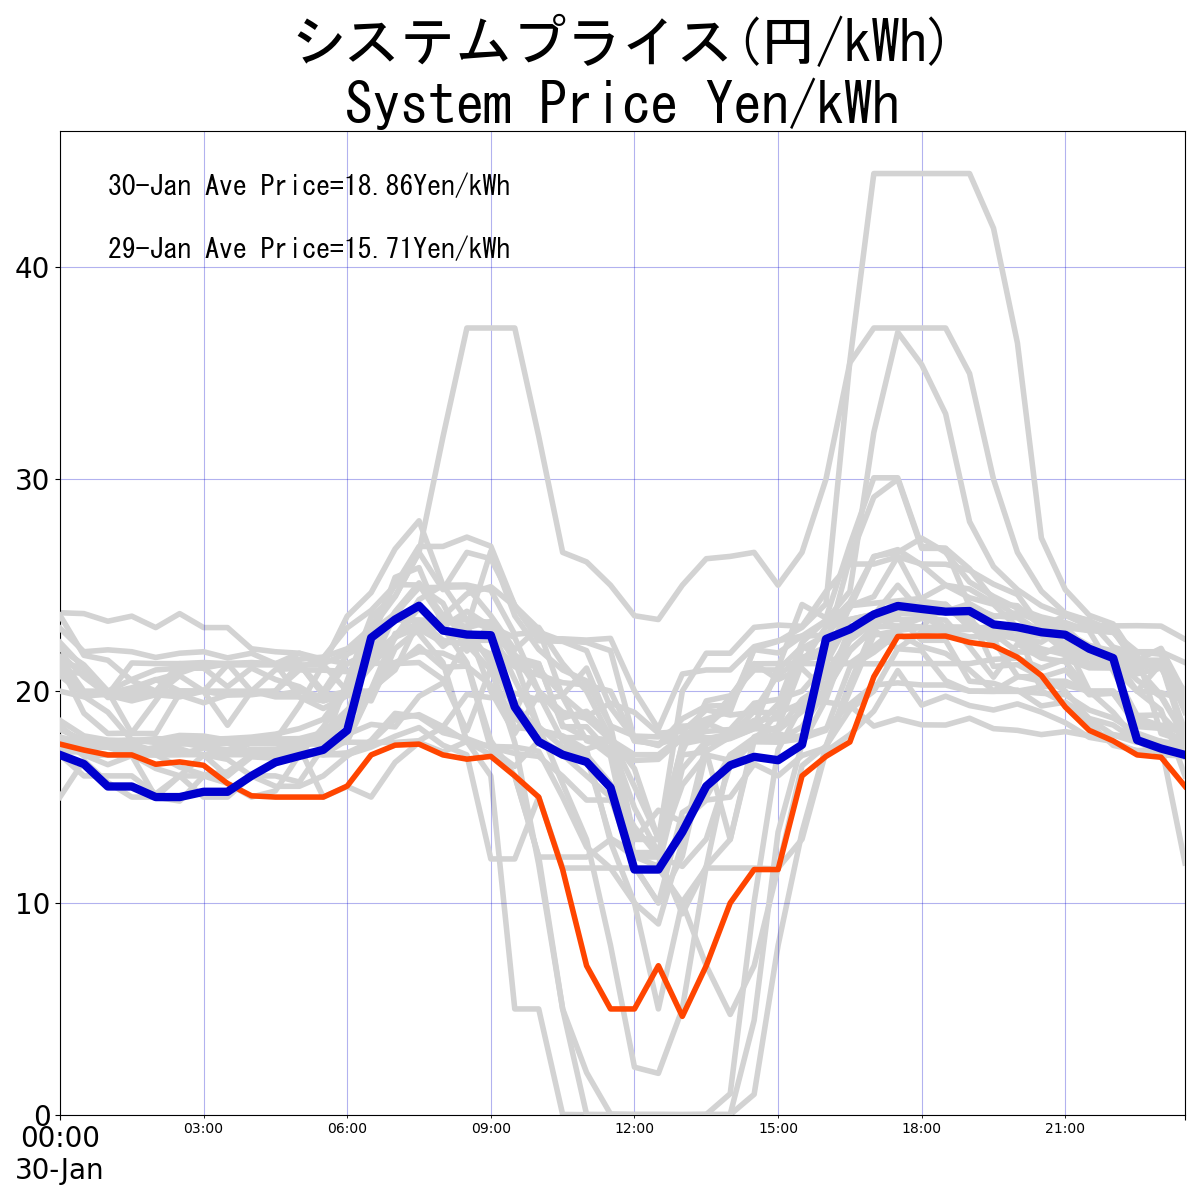 システムプライス(円/kWh)
System Price Yen/kWh
30-Jan Ave Price=18.86Yen/kWh
29-Jan Ave Price=15.71Yen/kWh
40
30
20
10
0
00:00 03:00 06:00 09:00 12:00 15:00 18:00 21:00
30-Jan